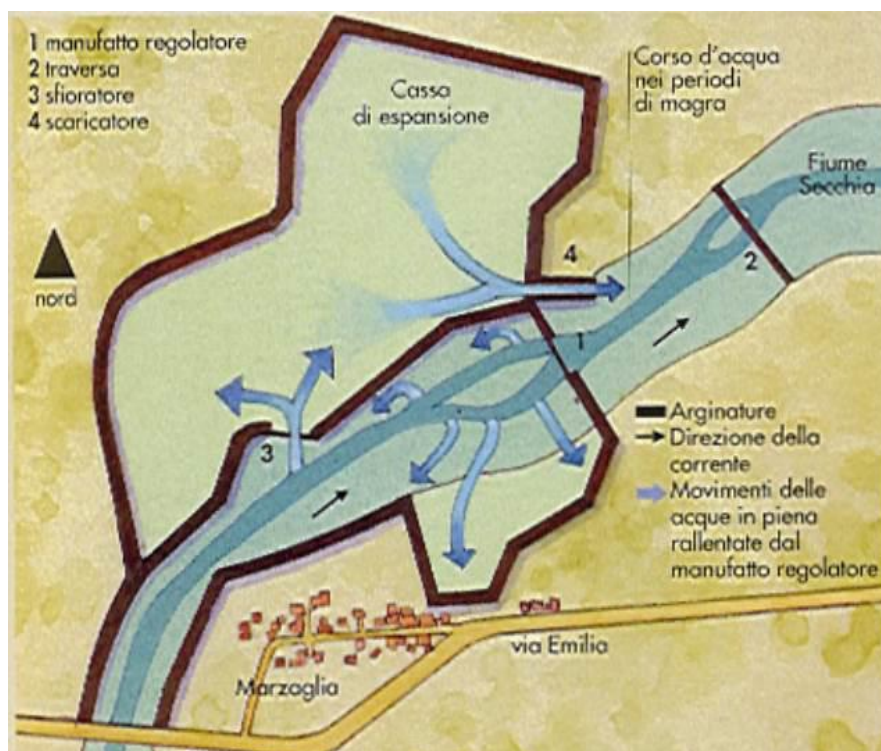 1 manufatto regolatore
2 traversa
3 sfioratore
4 scaricatore
Cassa
di espansione
Corso d'acqua
nei periodi
di magra
Fiume
Secchia
nord
4
2
1
3
Arginature
Direzione della
corrente
Movimenti delle
acque in piena
rallentate dal
manufatto regolatore
via Emilia
Marzaglia